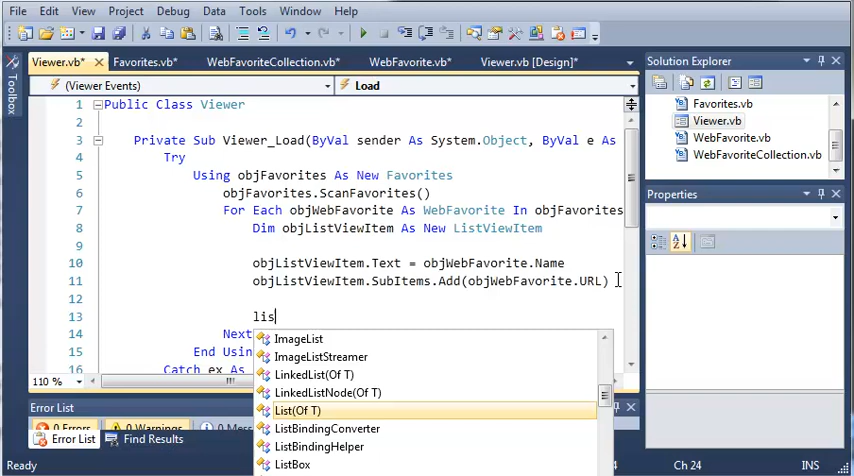 File Edit View Project Debug Data Tools Window Help
Viewer.vb* Favorites.vb* WebFavoriteCollection.vb* WebFavorite.vb* Viewer.vb [Design]*
(Viewer Events) Load
Toolbox
1 Public Class Viewer
2
3 Private Sub Viewer_Load(ByVal sender As System.Object, ByVal e As
4 Try
5 Using objFavorites As New Favorites
6 objFavorites.ScanFavorites()
7 For Each objWebFavorite As WebFavorite In objFavorites
8 Dim objListViewItem As New ListViewItem
9
10 objListViewItem.Text = objWebFavorite.Name
11 objListViewItem.SubItems.Add(objWebFavorite.URL)
12
13 lis
14 Next
15 End Usin
16 Catch ex As
ImageList
ImageListStreamer
LinkedList(Of T)
LinkedListNode(Of T)
List(Of T)
ListBindingConverter
ListBindingHelper
ListBox
110 %
Error List
0 Errors 0 Warnings
Error List Find Results
Solution Explorer
Favorites.vb
Viewer.vb
WebFavorite.vb
WebFavoriteCollection.vb
Properties
Ready Ch 24 INS